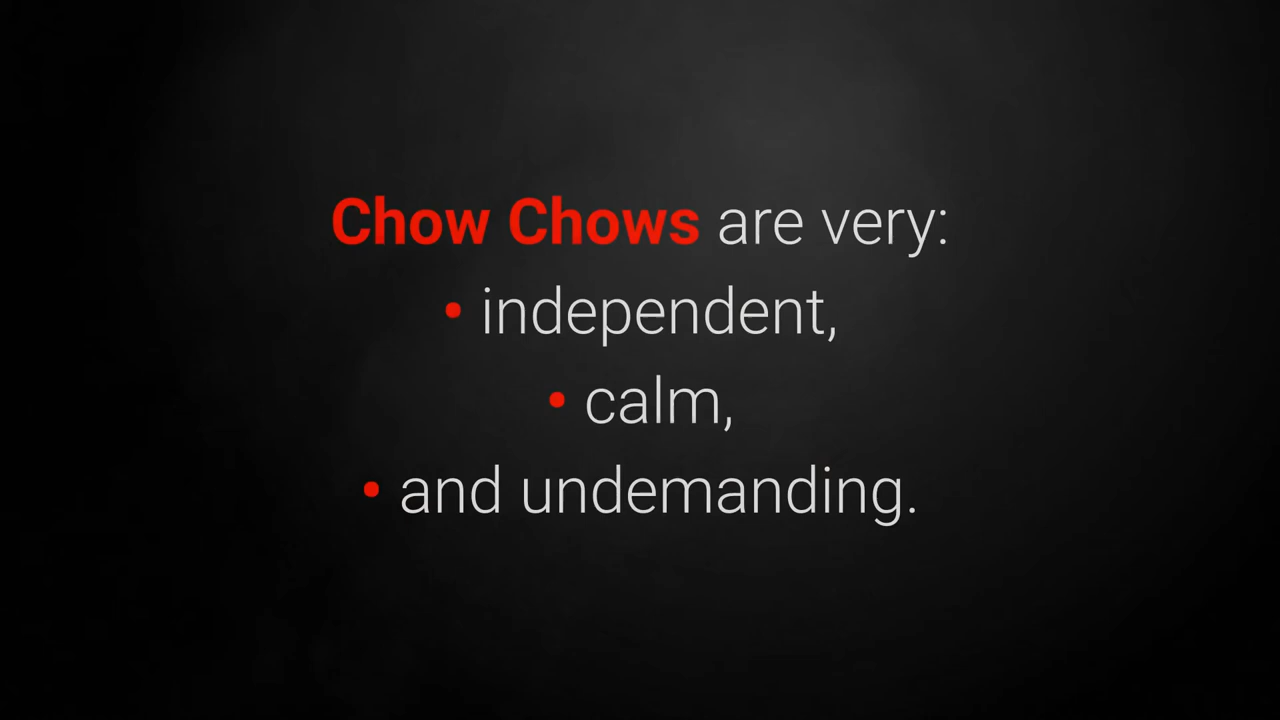 Chow Chows are very:
• independent,
• calm,
• and undemanding.